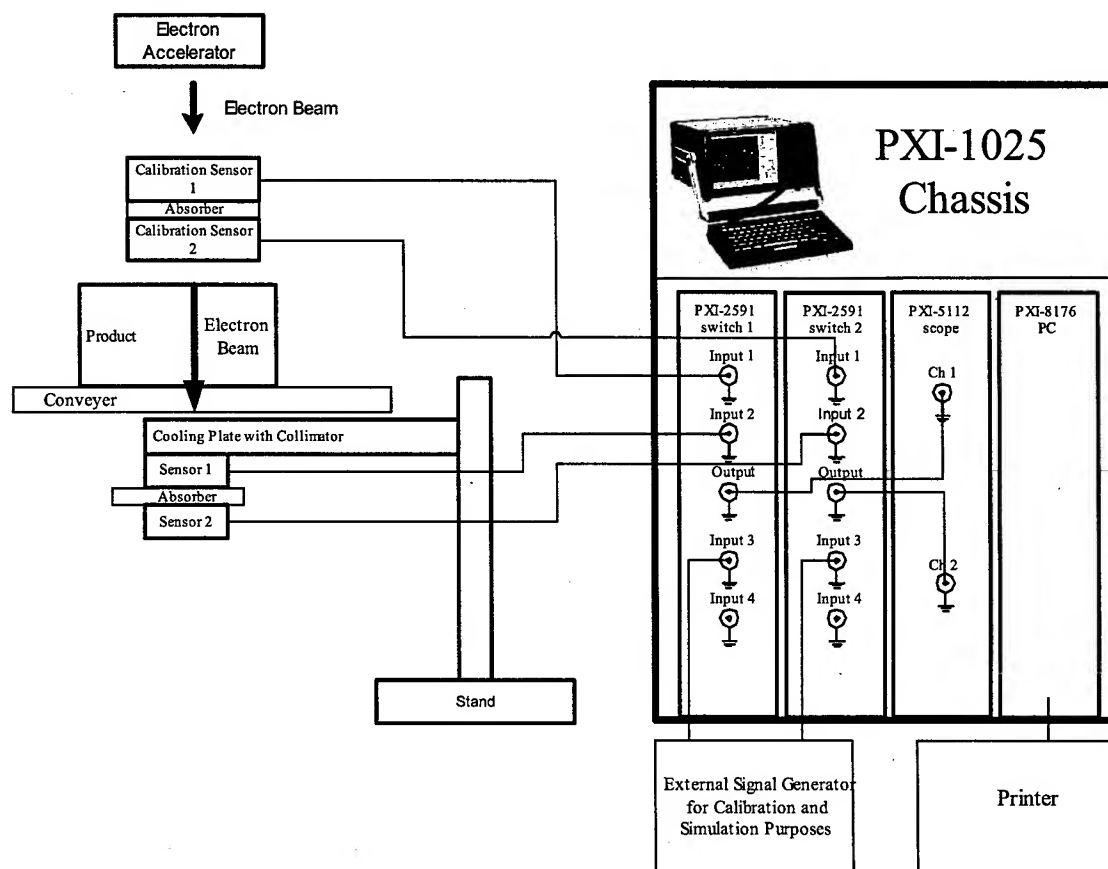 Electron
Accelerator
Electron Beam
Calibration Sensor
1
Absorber
Calibration Sensor
2
Product
Electron
Beam
Conveyer
Cooling Plate with Collimator
Sensor 1
Absorber
Sensor 2
Stand
PXI-1025
Chassis
PXI-2591
switch 1
Input 1
Input 2
Output
Input 3
Input 4
PXI-2591
switch 2
Input 1
Input 2
Output
Input 3
Input 4
PXI-5112
scope
Ch 1
Ch 2
PXI-8176
PC
External Signal Generator
for Calibration and
Simulation Purposes
Printer